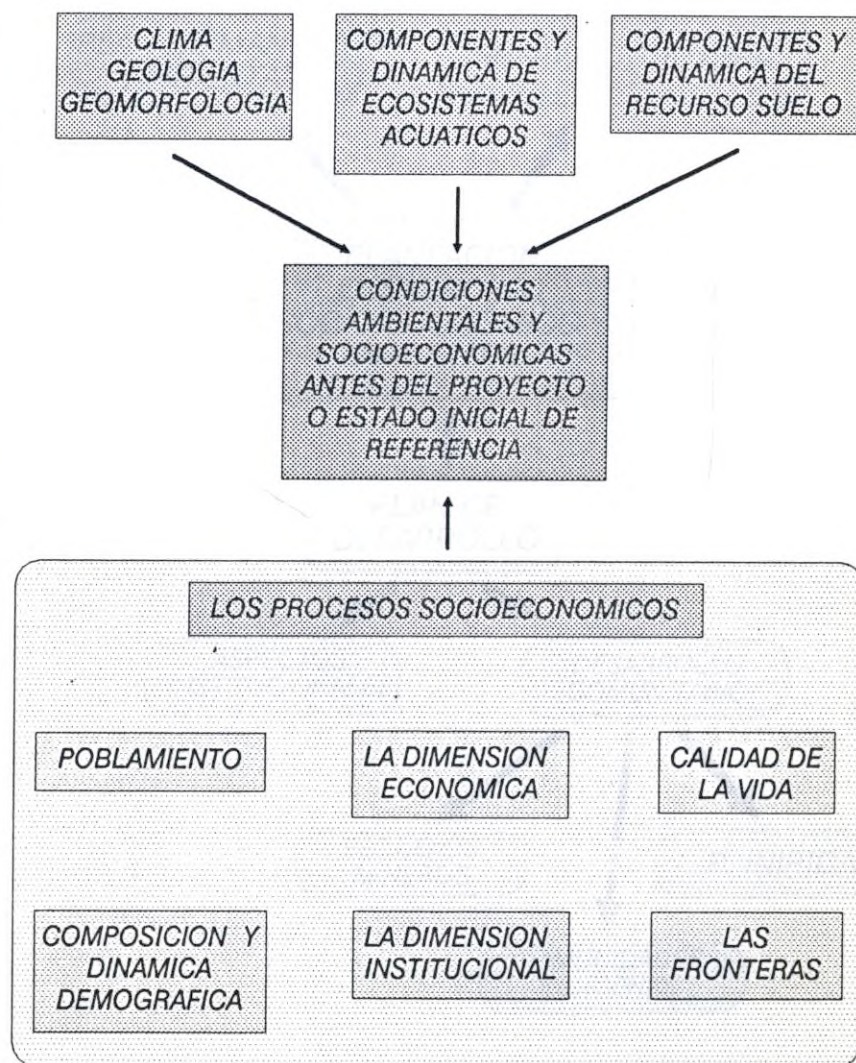 CLIMA
GEOLOGIA
GEOMORFOLOGIA
COMPONENTES Y
DINAMICA DE
ECOSISTEMAS
ACUATICOS
COMPONENTES Y
DINAMICA DEL
RECURSO SUELO
CONDICIONES
AMBIENTALES Y
SOCIOECONOMICAS
ANTES DEL PROYECTO
O ESTADO INICIAL DE
REFERENCIA
LOS PROCESOS SOCIOECONOMICOS
POBLAMIENTO
LA DIMENSION
ECONOMICA
CALIDAD DE
LA VIDA
COMPOSICION Y
DINAMICA
DEMOGRAFICA
LA DIMENSION
INSTITUCIONAL
LAS
FRONTERAS